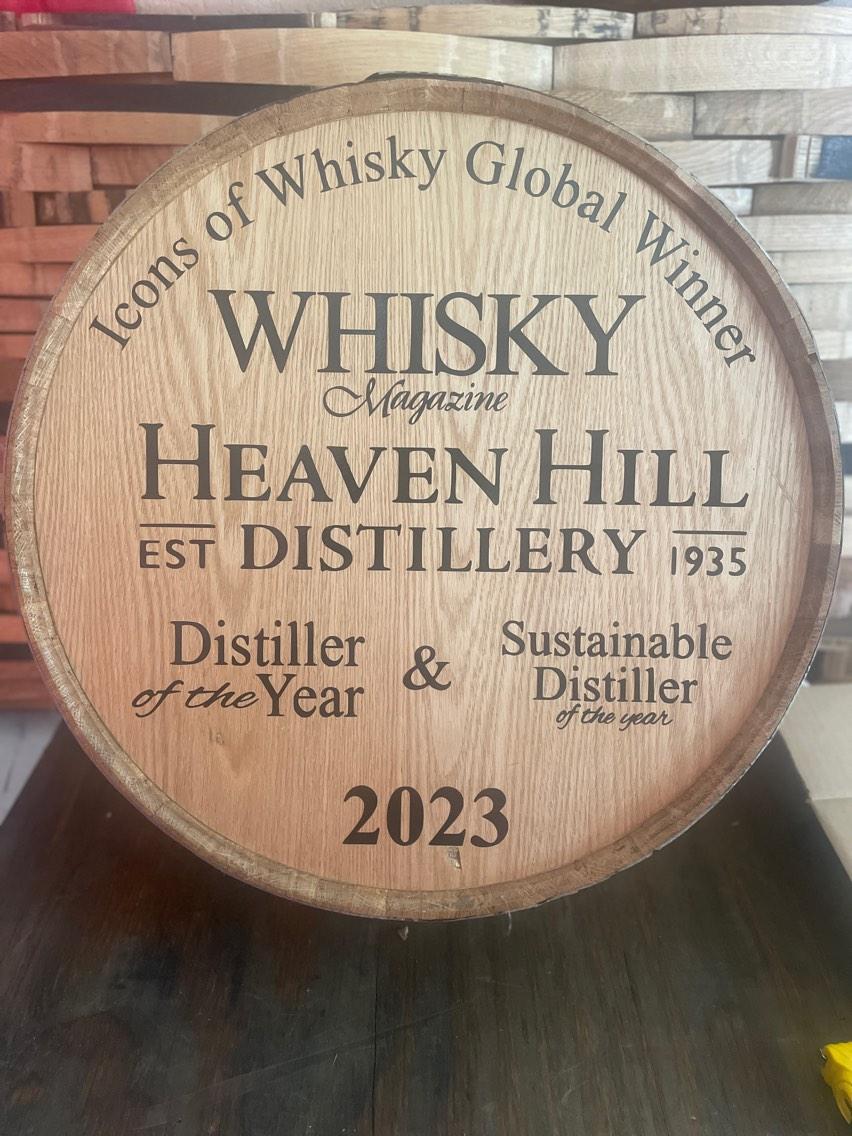 Icons of Whisky Global Winner
WHISKY
Magazine
HEAVEN HILL
EST DISTILLERY 1935
Distiller
of the Year
&
Sustainable
Distiller
of the year
2023